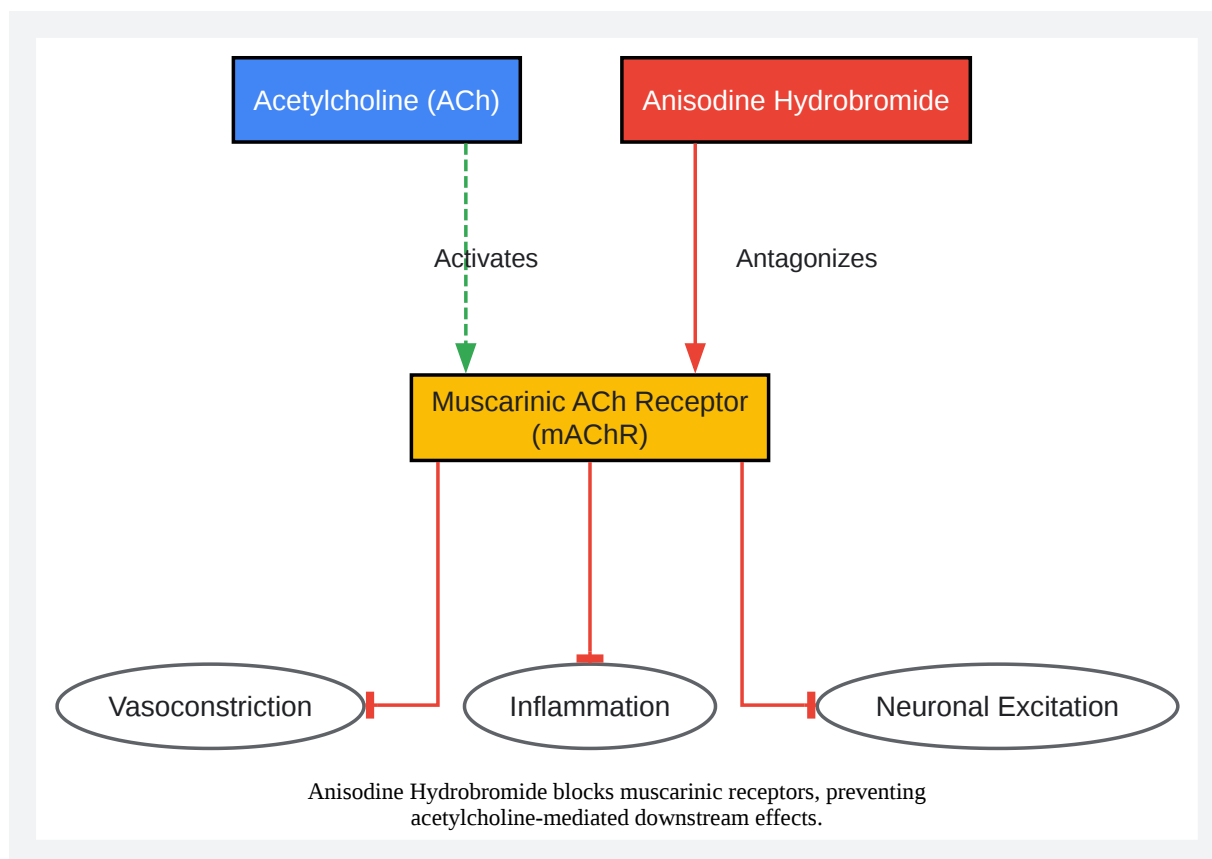 Acetylcholine (ACh)
Anisodine Hydrobromide
Activates
Antagonizes
Muscarinic ACh Receptor
(mAChR)
Vasoconstriction
Inflammation
Neuronal Excitation
Anisodine Hydrobromide blocks muscarinic receptors, preventing
acetylcholine-mediated downstream effects.